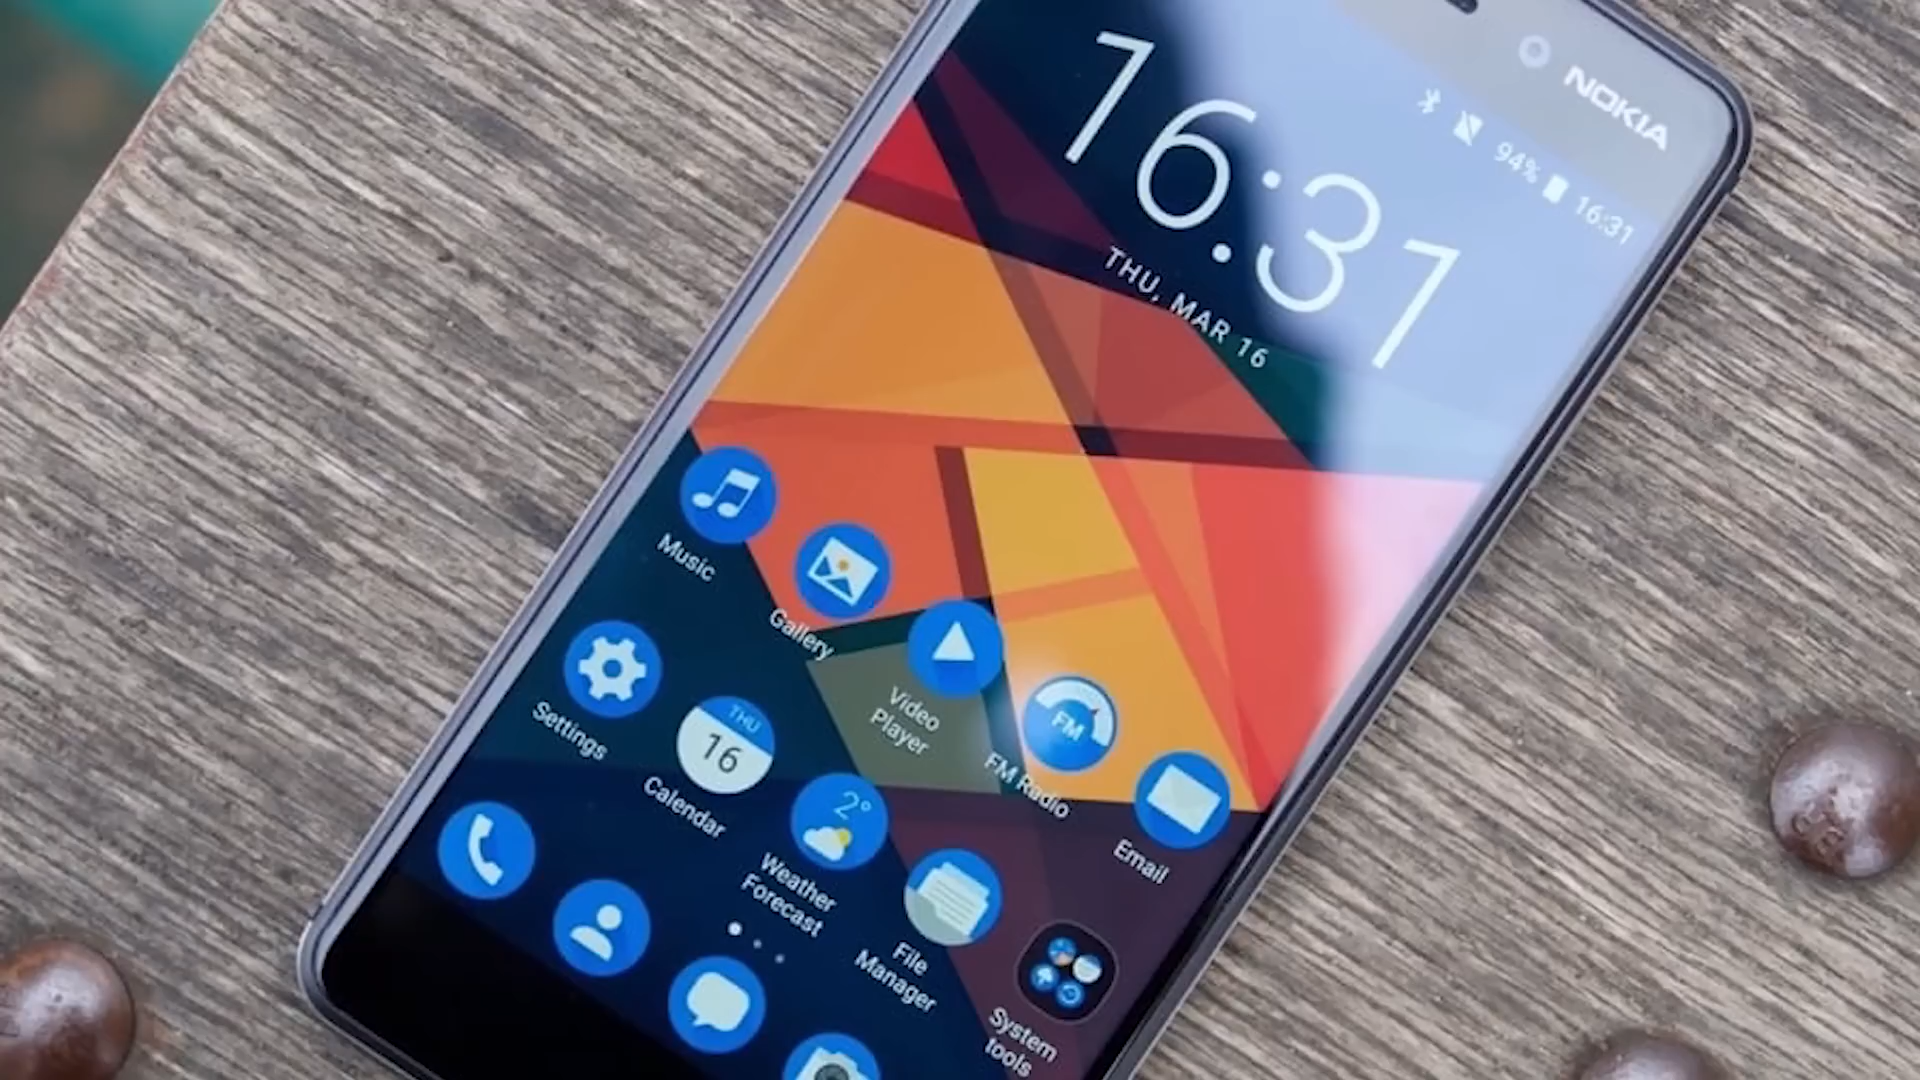 NOKIA
94% 16:31
16:31
THU, MAR 16
Music
Gallery
Video
Player
FM
FM Radio
Email
Settings
THU
16
Calendar
2°
Weather
Forecast
File
Manager
System
tools